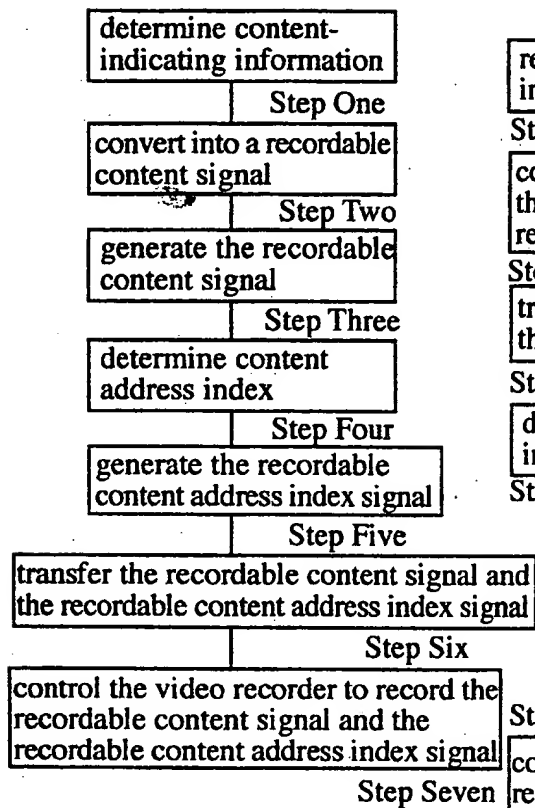 determine content-
indicating information
Step One
convert into a recordable
content signal
Step Two
generate the recordable
content signal
Step Three
determine content
address index
Step Four
generate the recordable
content address index signal
Step Five
transfer the recordable content signal and
the recordable content address index signal
Step Six
control the video recorder to record the
recordable content signal and the
recordable content address index signal
Step Seven